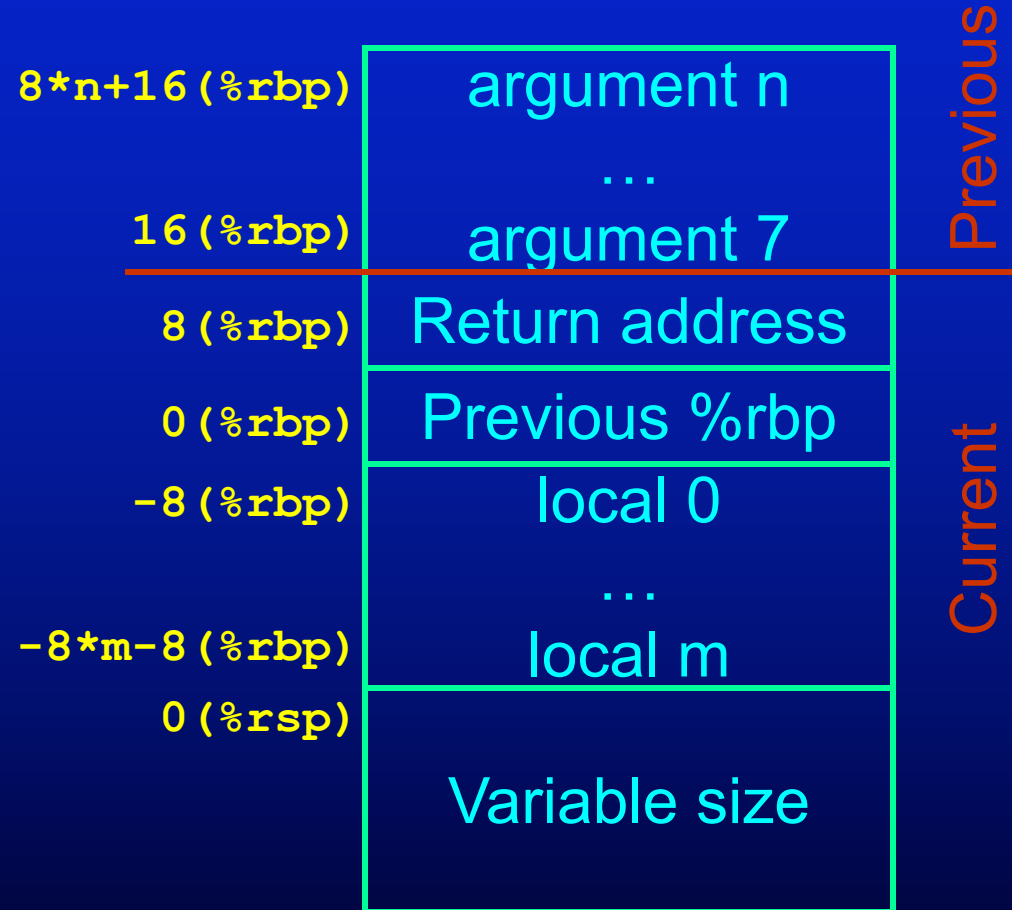 Previous
8*n+16(%rbp) argument n
…
16(%rbp) argument 7
8(%rbp) Return address
0(%rbp) Previous %rbp
-8(%rbp) local 0
…
Current
-8*m-8(%rbp) local m
0(%rsp)
Variable size